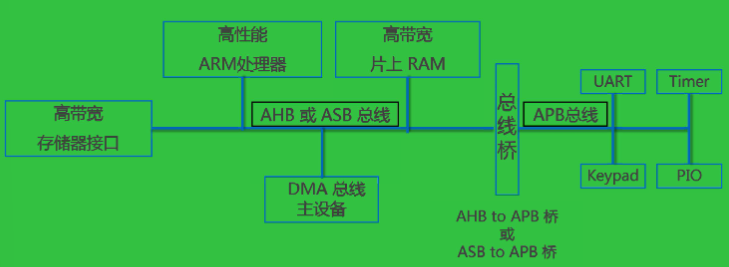 高性能
ARM处理器
高带宽
片上 RAM
高带宽
存储器接口
AHB 或 ASB 总线
DMA 总线
主设备
总
线
桥
APB总线
UART
Timer
Keypad
PIO
AHB to APB 桥
或
ASB to APB 桥